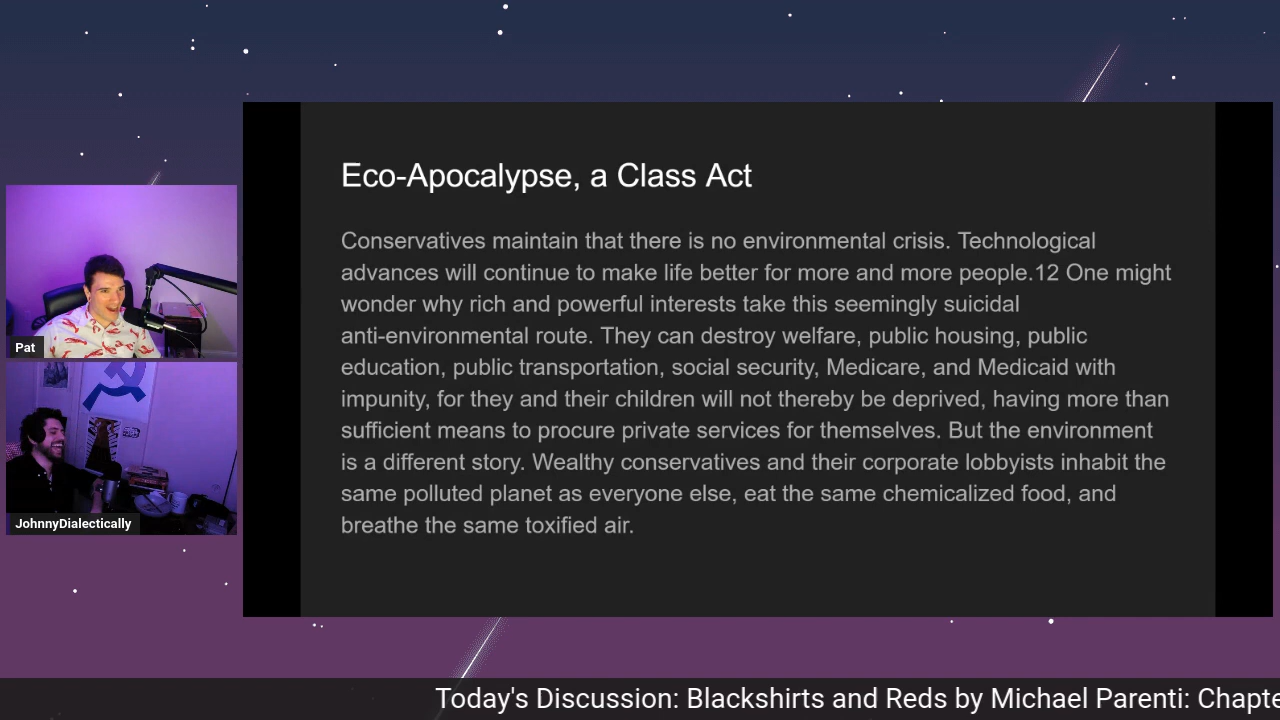 Eco-Apocalypse, a Class Act
Conservatives maintain that there is no environmental crisis. Technological
advances will continue to make life better for more and more people.12 One might
wonder why rich and powerful interests take this seemingly suicidal
anti-environmental route. They can destroy welfare, public housing, public
education, public transportation, social security, Medicare, and Medicaid with
impunity, for they and their children will not thereby be deprived, having more than
sufficient means to procure private services for themselves. But the environment
is a different story. Wealthy conservatives and their corporate lobbyists inhabit the
same polluted planet as everyone else, eat the same chemicalized food, and
breathe the same toxified air.
Pat
JohnnyDialectically
Today's Discussion: Blackshirts and Reds by Michael Parenti: Chapte